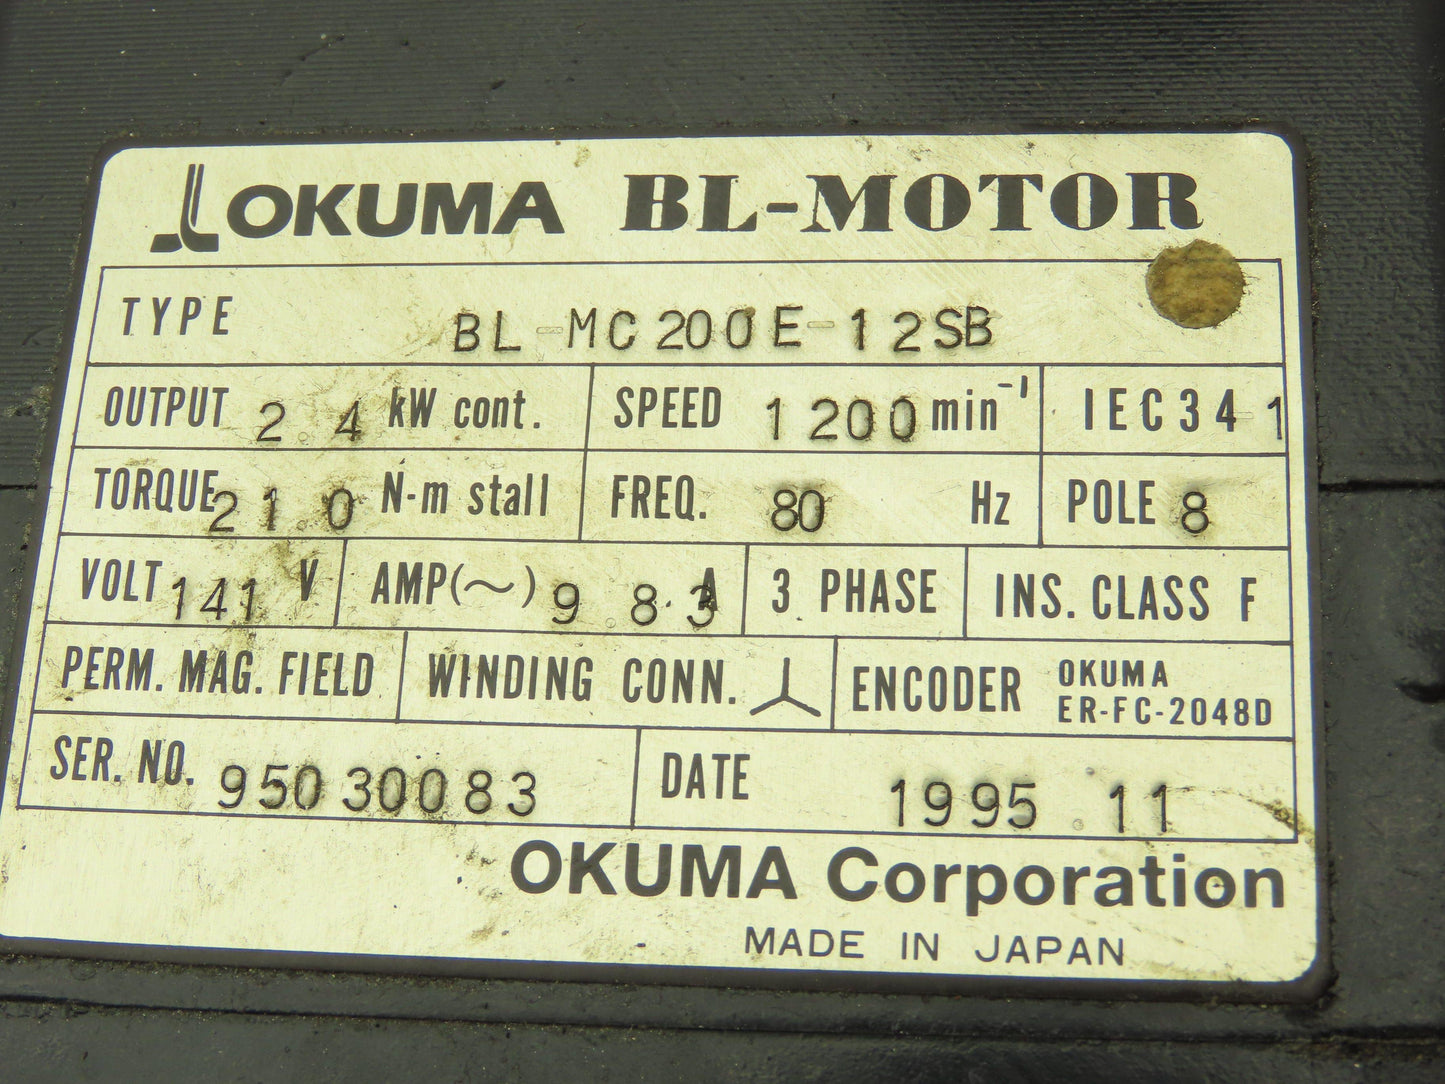 OKUMA BL-MOTOR
TYPE BL-MC200E-12SB
OUTPUT 2.4 kW cont. SPEED 1200 min⁻¹ IEC34-1
TORQUE 21.0 N-m stall FREQ. 80 Hz POLE 8
VOLT 141 V AMP(~) 9.8 A 3 PHASE INS. CLASS F
PERM. MAG. FIELD WINDING CONN. ENCODER OKUMA
ER-FC-2048D
SER. NO. 95030083 DATE 1995.11
OKUMA Corporation
MADE IN JAPAN